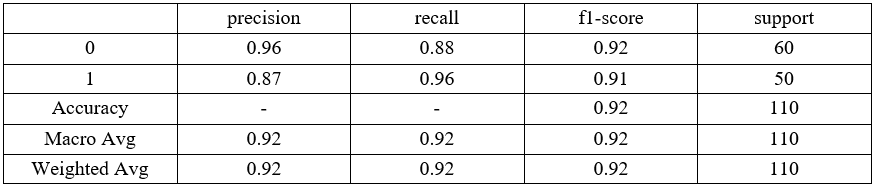 precision recall f1-score support
0 0.96 0.88 0.92 60
1 0.87 0.96 0.91 50
Accuracy - - 0.92 110
Macro Avg 0.92 0.92 0.92 110
Weighted Avg 0.92 0.92 0.92 110